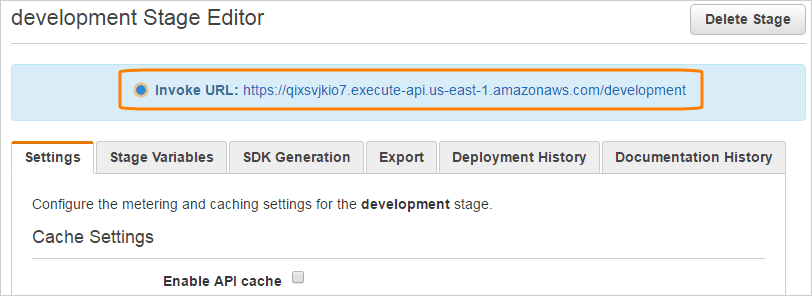 development Stage Editor
Delete Stage
Invoke URL: https://qixsvjkio7.execute-api.us-east-1.amazonaws.com/development
Settings Stage Variables SDK Generation Export Deployment History Documentation History
Configure the metering and caching settings for the development stage.
Cache Settings
Enable API cache